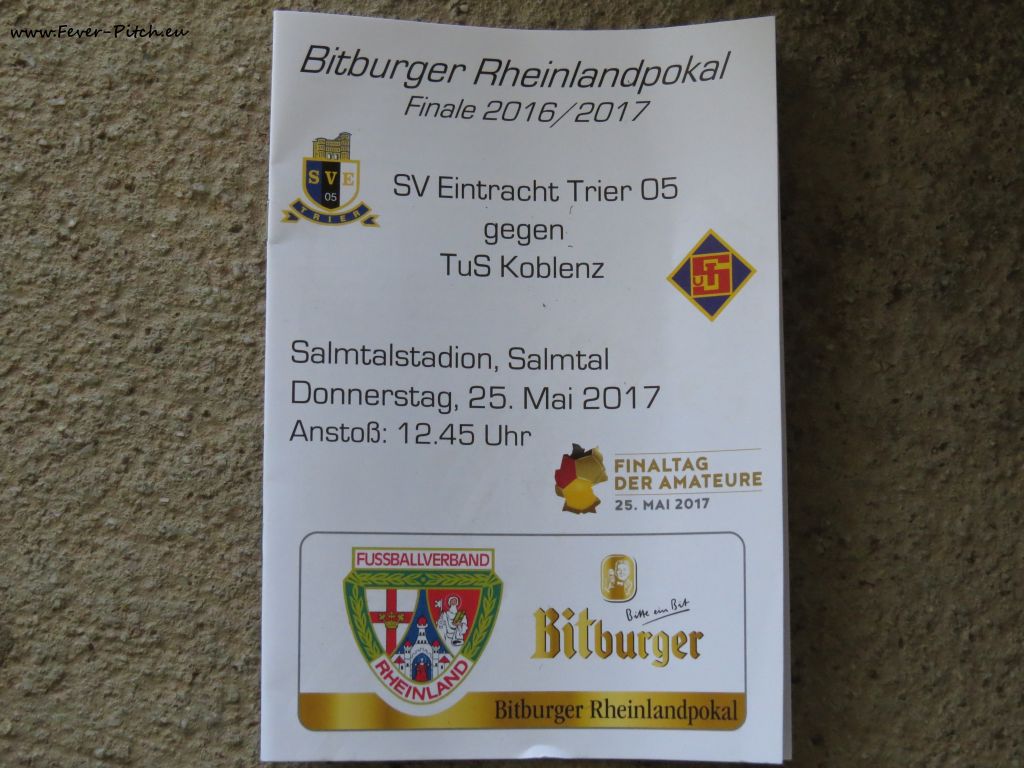 www.Fever-Pitch.eu
Bitburger Rheinlandpokal
Finale 2016/2017
SVE
05
TRIER
SV Eintracht Trier 05
gegen
TuS Koblenz
TuS
Salmtalstadion, Salmtal
Donnerstag, 25. Mai 2017
Anstoß: 12.45 Uhr
FINALTAG
DER AMATEURE
25. MAI 2017
FUSSBALLVERBAND
RHEINLAND
Bitte ein Bit
Bitburger
Bitburger Rheinlandpokal